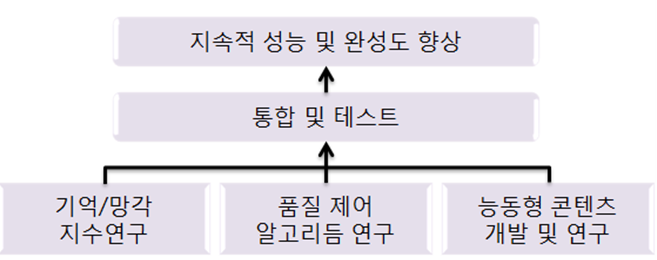 지속적 성능 및 완성도 향상
통합 및 테스트
기억/망각
지수연구
품질 제어
알고리듬 연구
능동형 콘텐츠
개발 및 연구